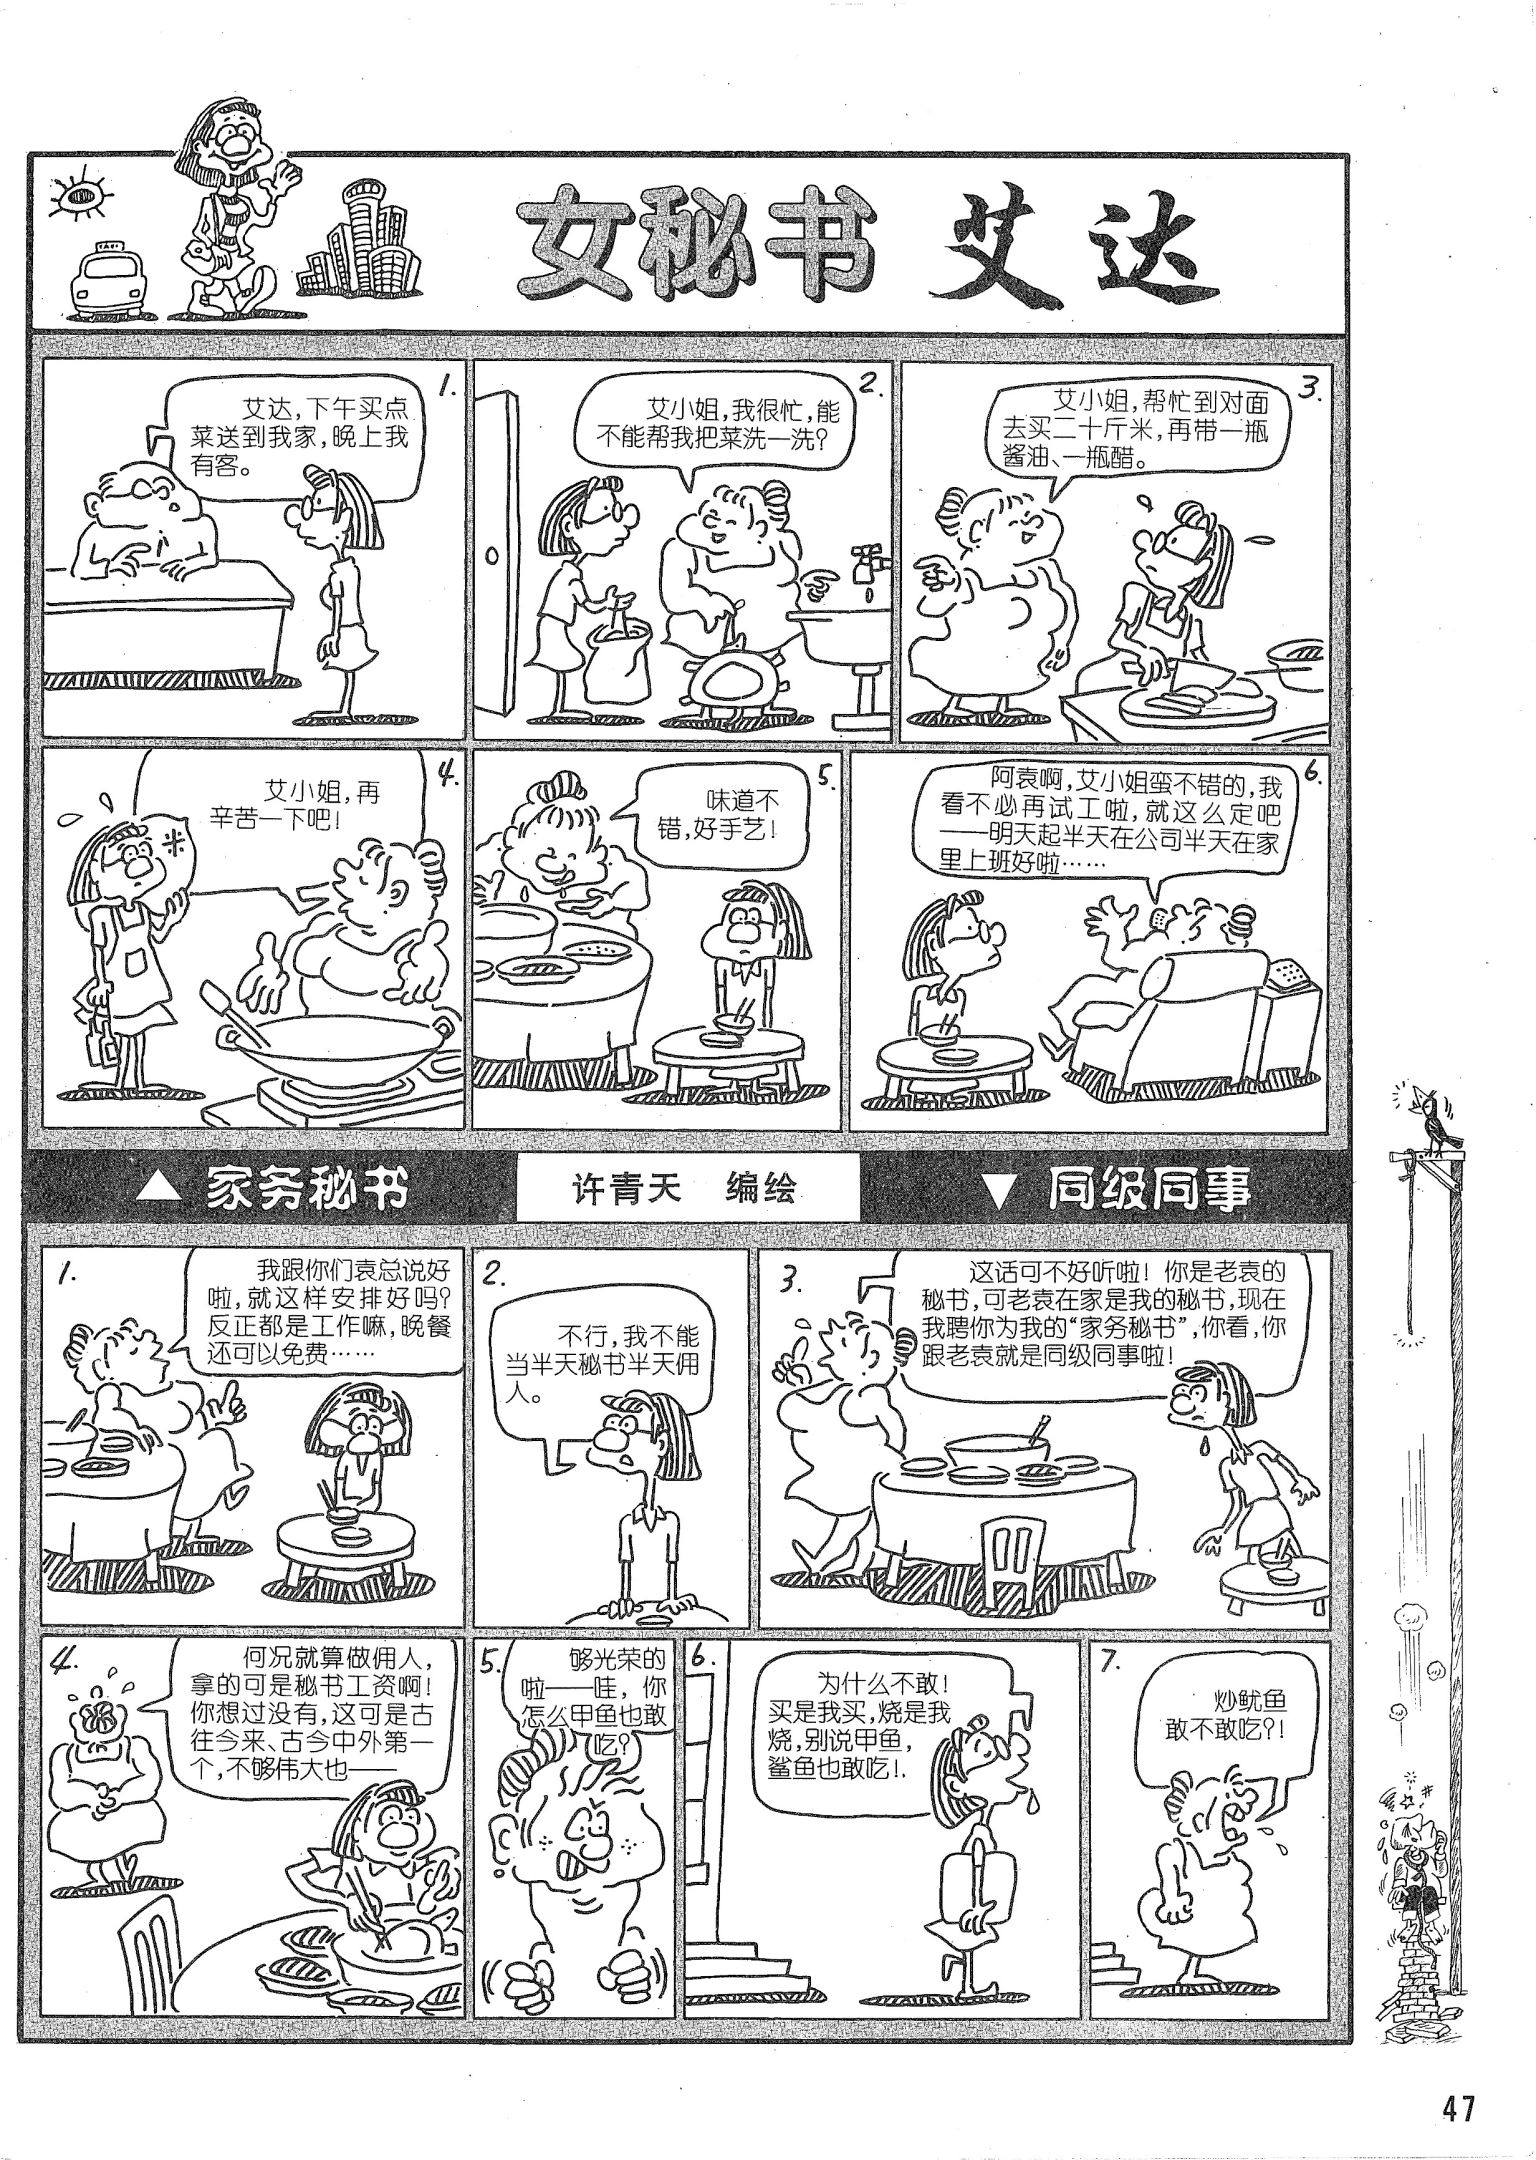 TAXI
女秘书 艾达
1.
艾达,下午买点
菜送到我家,晚上我
有客。
2.
艾小姐,我很忙,能
不能帮我把菜洗一洗?
3.
艾小姐,帮忙到对面
去买二十斤米,再带一瓶
酱油、一瓶醋。
4.
艾小姐,再
辛苦一下吧!
米
5.
味道不
错,好手艺!
6.
阿袁啊,艾小姐蛮不错的,我
看不必再试工啦,就这么定吧
——明天起半天在公司半天在家
里上班好啦……
▲ 家务秘书
许青天 编绘
▼ 同级同事
1.
我跟你们袁总说好
啦,就这样安排好吗?
反正都是工作嘛,晚餐
还可以免费……
2.
不行,我不能
当半天秘书半天佣
人。
3.
这话可不好听啦!你是老袁的
秘书,可老袁在家是我的秘书,现在
我聘你为我的“家务秘书”,你看,你
跟老袁就是同级同事啦!
4.
何况就算做佣人,
拿的可是秘书工资啊!
你想过没有,这可是古
往今来、古今中外第一
个,不够伟大也——
5.
够光荣的
啦——哇,你
怎么甲鱼也敢
吃?
6.
为什么不敢!
买是我买,烧是我
烧,别说甲鱼,
鲨鱼也敢吃!.
7.
炒鱿鱼
敢不敢吃?!
47